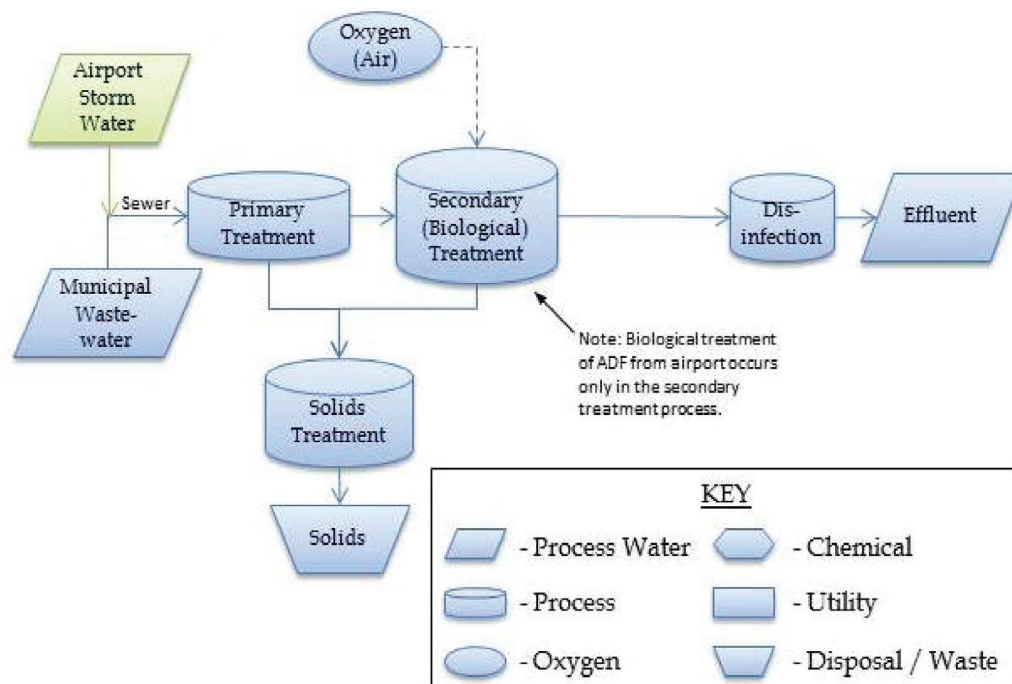 Oxygen
(Air)
Airport
Storm
Water
Sewer
Primary
Treatment
Secondary
(Biological)
Treatment
Dis-
infection
Effluent
Municipal
Waste-
water
Note: Biological treatment
of ADF from airport occurs
only in the secondary
treatment process.
Solids
Treatment
Solids
KEY
- Process Water
- Chemical
- Process
- Utility
- Oxygen
- Disposal / Waste